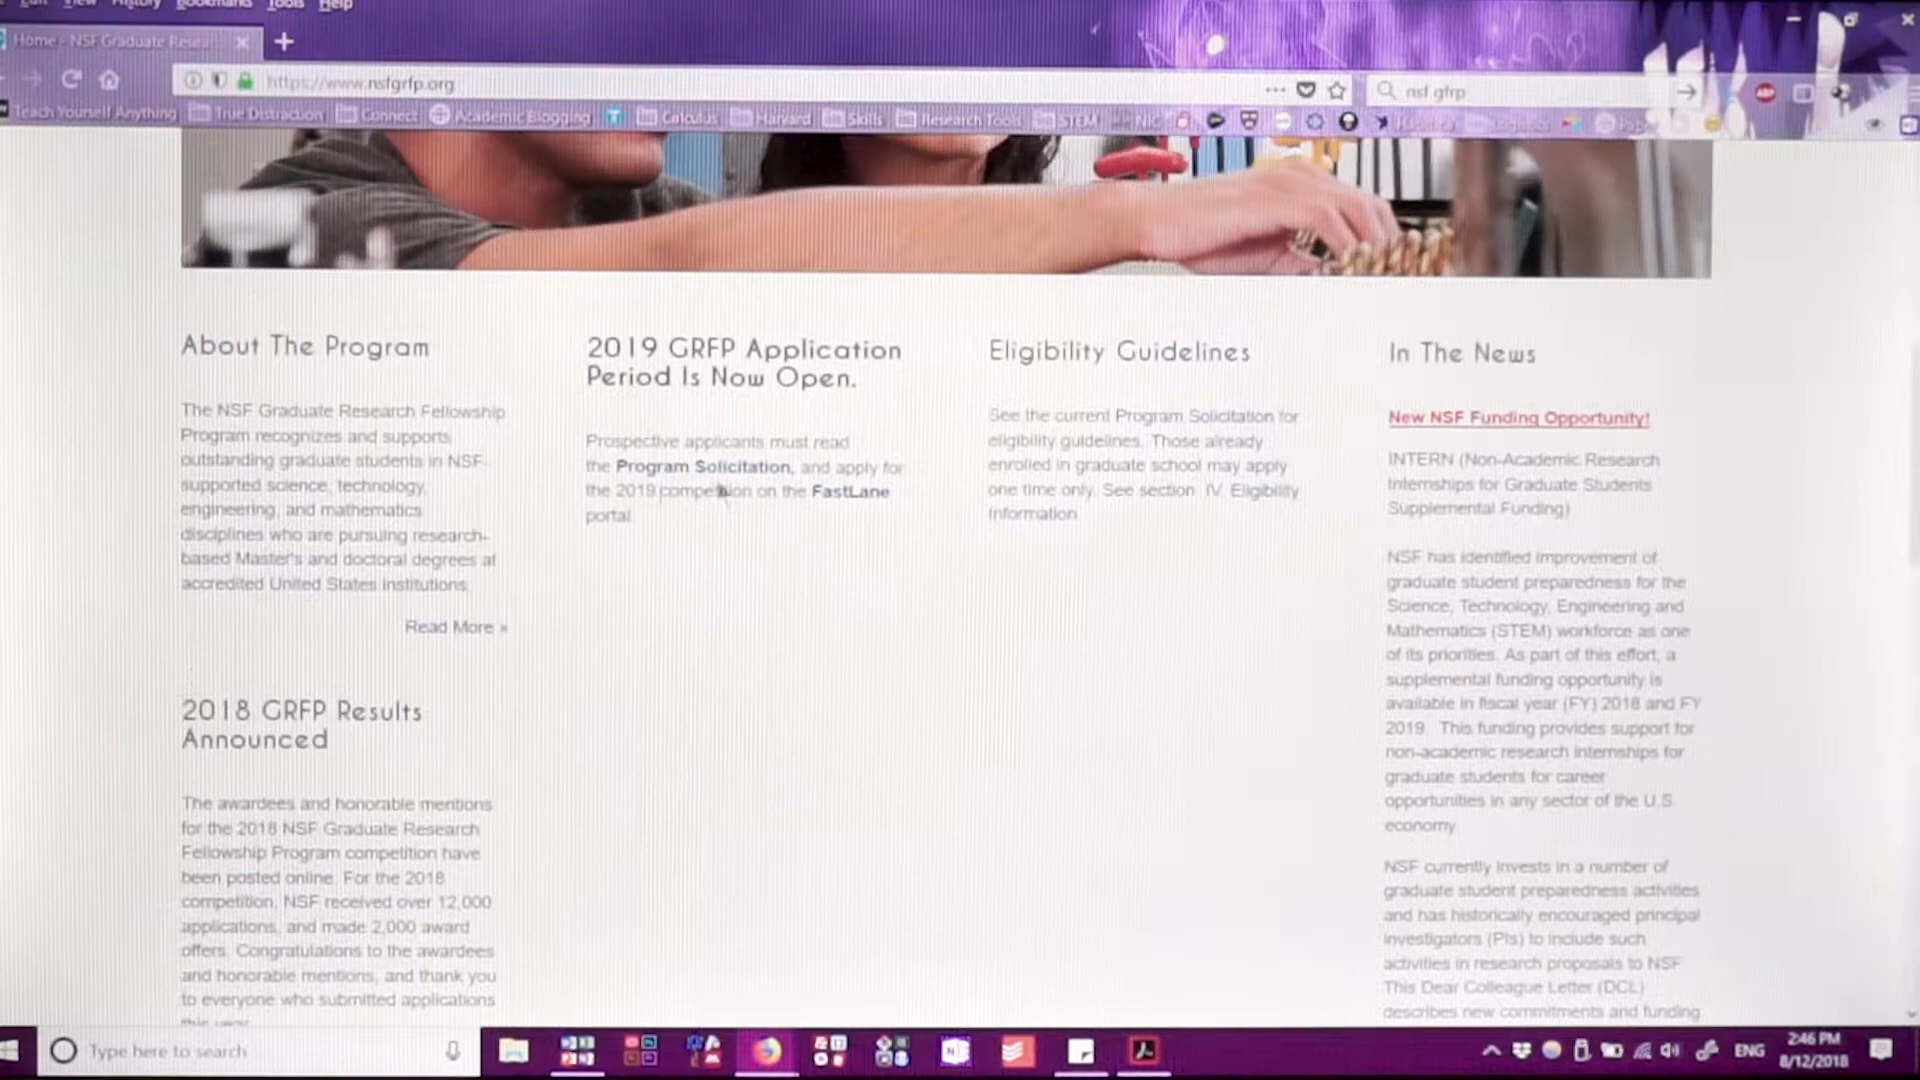 Edit View History Bookmarks Tools Help
Home - NSF Graduate Resear
https://www.nsfgrfp.org
nsf gfrp
Teach Yourself Anything True Distraction Connect Academic Blogging Calculus Harvard Skills Research Tools STEM NIC
About The Program
The NSF Graduate Research Fellowship
Program recognizes and supports
outstanding graduate students in NSF-
supported science, technology,
engineering, and mathematics
disciplines who are pursuing research-
based Master's and doctoral degrees at
accredited United States institutions.
Read More »
2018 GRFP Results
Announced
The awardees and honorable mentions
for the 2018 NSF Graduate Research
Fellowship Program competition have
been posted online. For the 2018
competition, NSF received over 12,000
applications, and made 2,000 award
offers. Congratulations to the awardees
and honorable mentions, and thank you
to everyone who submitted applications
this year.
2019 GRFP Application
Period Is Now Open.
Prospective applicants must read
the Program Solicitation, and apply for
the 2019 competition on the FastLane
portal.
Eligibility Guidelines
See the current Program Solicitation for
eligibility guidelines. Those already
enrolled in graduate school may apply
one time only. See section IV. Eligibility
Information.
In The News
New NSF Funding Opportunity!
INTERN (Non-Academic Research
Internships for Graduate Students
Supplemental Funding)
NSF has identified improvement of
graduate student preparedness for the
Science, Technology, Engineering and
Mathematics (STEM) workforce as one
of its priorities. As part of this effort, a
supplemental funding opportunity is
available in fiscal year (FY) 2018 and FY
2019. This funding provides support for
non-academic research internships for
graduate students for career
opportunities in any sector of the U.S.
economy.
NSF currently invests in a number of
graduate student preparedness activities
and has historically encouraged principal
investigators (PIs) to include such
activities in research proposals to NSF.
This Dear Colleague Letter (DCL)
describes new commitments and funding
Type here to search
ENG
2:46 PM
8/12/2018